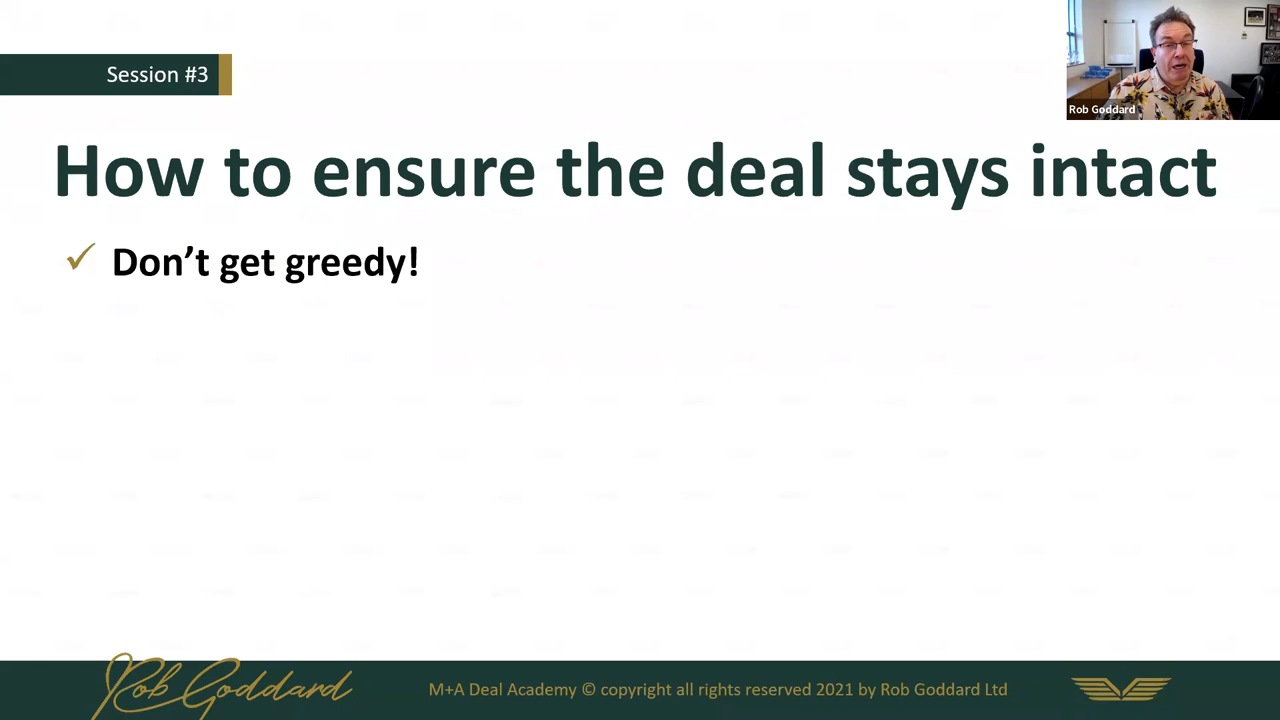 Session #3
Rob Goddard
How to ensure the deal stays intact
Don’t get greedy!
Rob Goddard
M+A Deal Academy © copyright all rights reserved 2021 by Rob Goddard Ltd